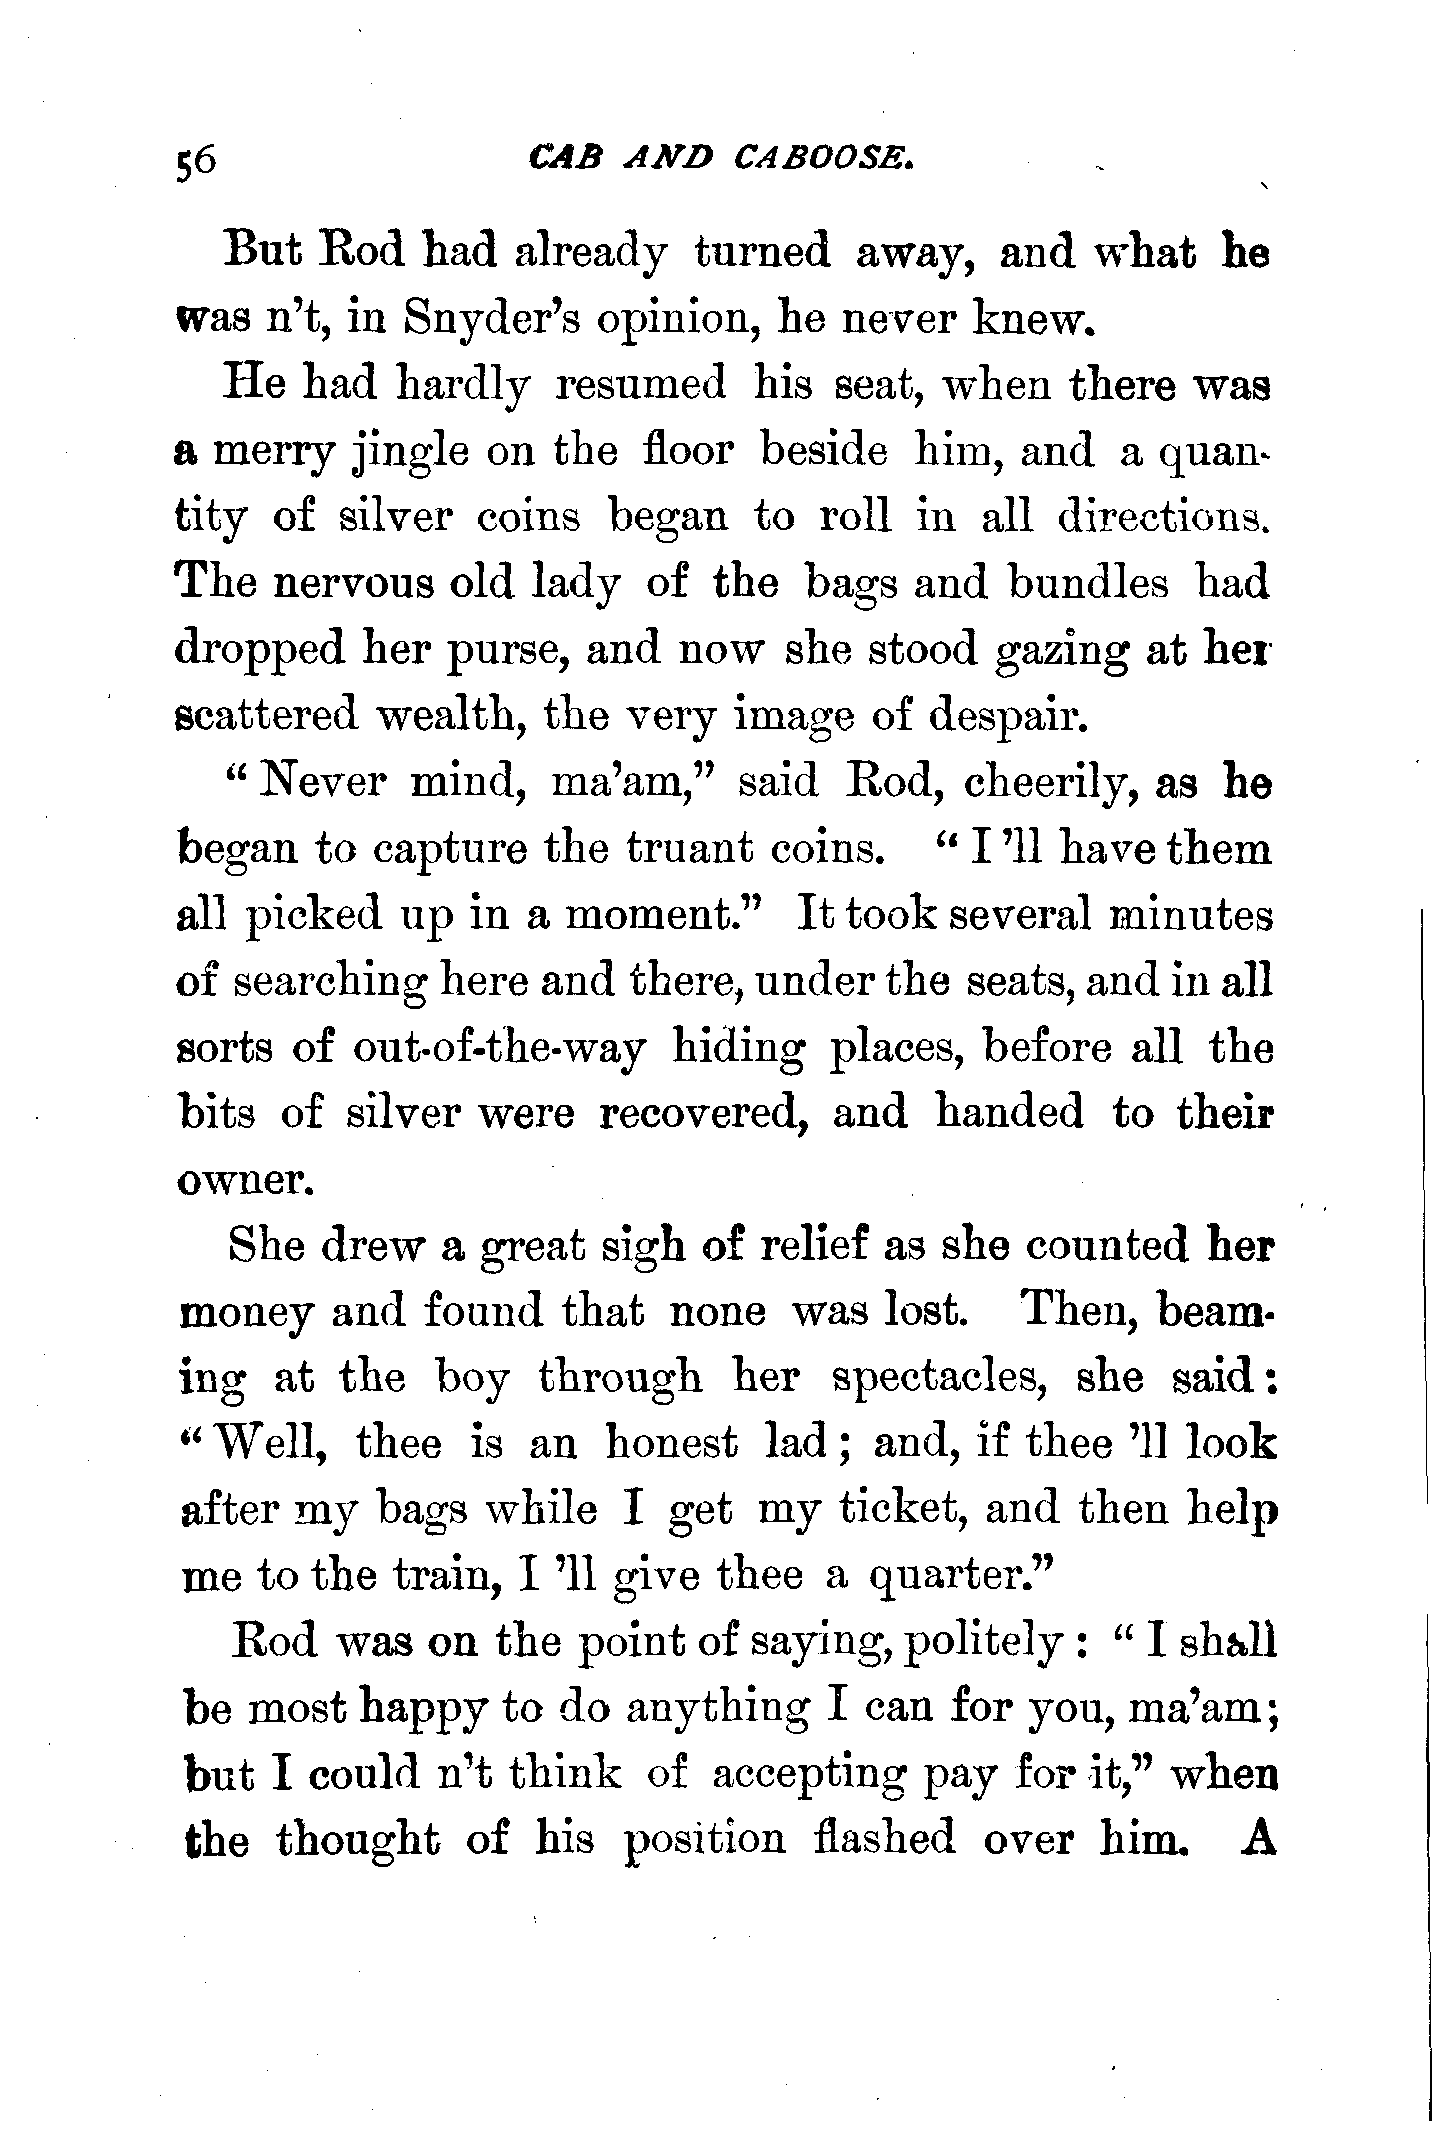 56 CAB AND CABOOSE.
But Rod had already turned away, and what he
was n't, in Snyder's opinion, he never knew.
He had hardly resumed his seat, when there was
a merry jingle on the floor beside him, and a quan-
tity of silver coins began to roll in all directions.
The nervous old lady of the bags and bundles had
dropped her purse, and now she stood gazing at her
scattered wealth, the very image of despair.
" Never mind, ma'am," said Rod, cheerily, as he
began to capture the truant coins. " I 'll have them
all picked up in a moment." It took several minutes
of searching here and there, under the seats, and in all
sorts of out-of-the-way hiding places, before all the
bits of silver were recovered, and handed to their
owner.
She drew a great sigh of relief as she counted her
money and found that none was lost. Then, beam-
ing at the boy through her spectacles, she said:
" Well, thee is an honest lad ; and, if thee 'll look
after my bags while I get my ticket, and then help
me to the train, I 'll give thee a quarter."
Rod was on the point of saying, politely : " I shall
be most happy to do anything I can for you, ma'am;
but I could n't think of accepting pay for it," when
the thought of his position flashed over him. A